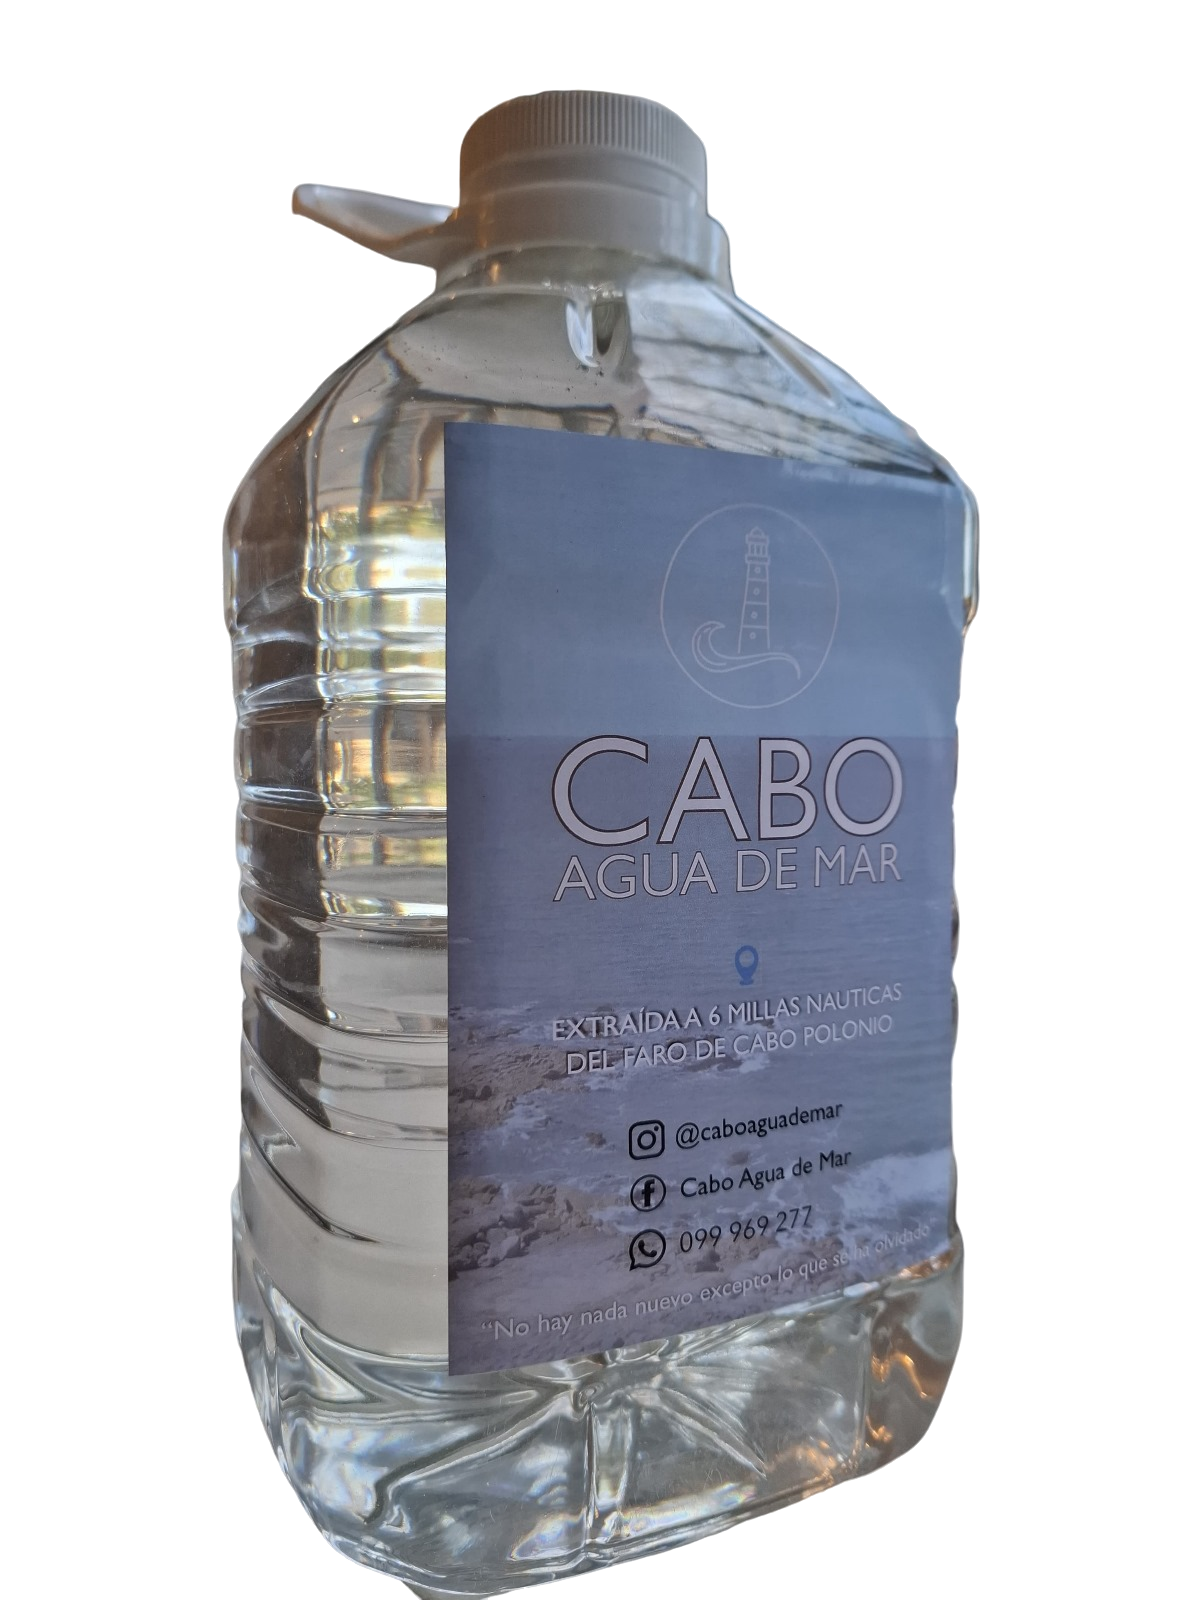 CABO
AGUA DE MAR
EXTRAÍDA A 6 MILLAS NAUTICAS
DEL FARO DE CABO POLONIO
@caboaguademar
Cabo Agua de Mar
099 969 277
“No hay nada nuevo excepto lo que se ha olvidado”